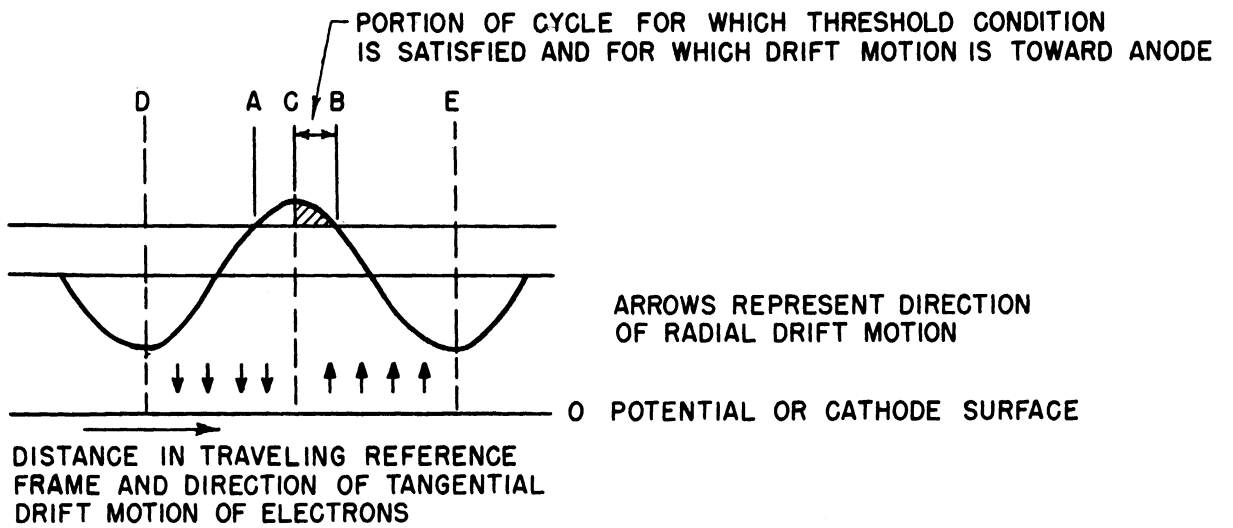 PORTION OF CYCLE FOR WHICH THRESHOLD CONDITION
IS SATISFIED AND FOR WHICH DRIFT MOTION IS TOWARD ANODE
D A C B E
ARROWS REPRESENT DIRECTION
OF RADIAL DRIFT MOTION
O POTENTIAL OR CATHODE SURFACE
DISTANCE IN TRAVELING REFERENCE
FRAME AND DIRECTION OF TANGENTIAL
DRIFT MOTION OF ELECTRONS